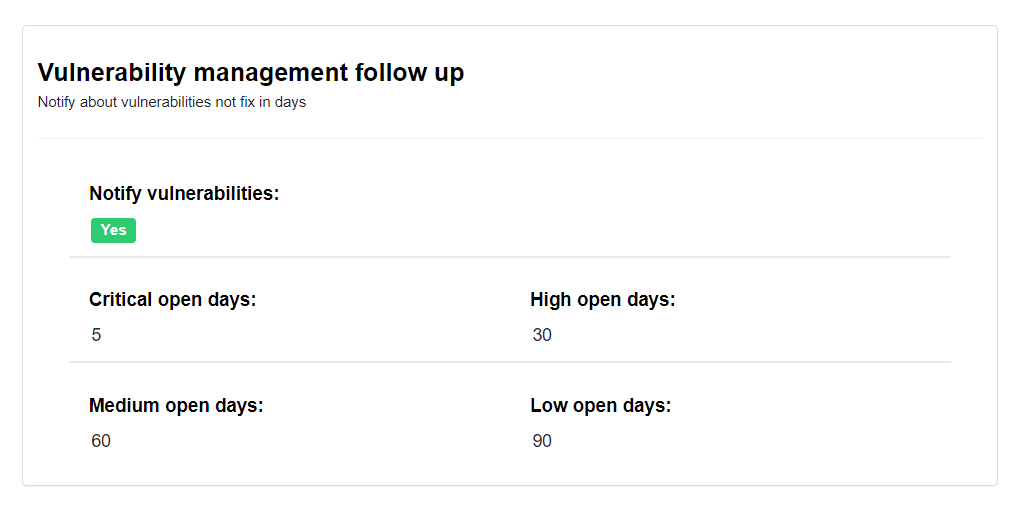 Vulnerability management follow up
Notify about vulnerabilities not fix in days
Notify vulnerabilities:
Yes
Critical open days:
High open days:
5
30
Medium open days:
Low open days:
60
90